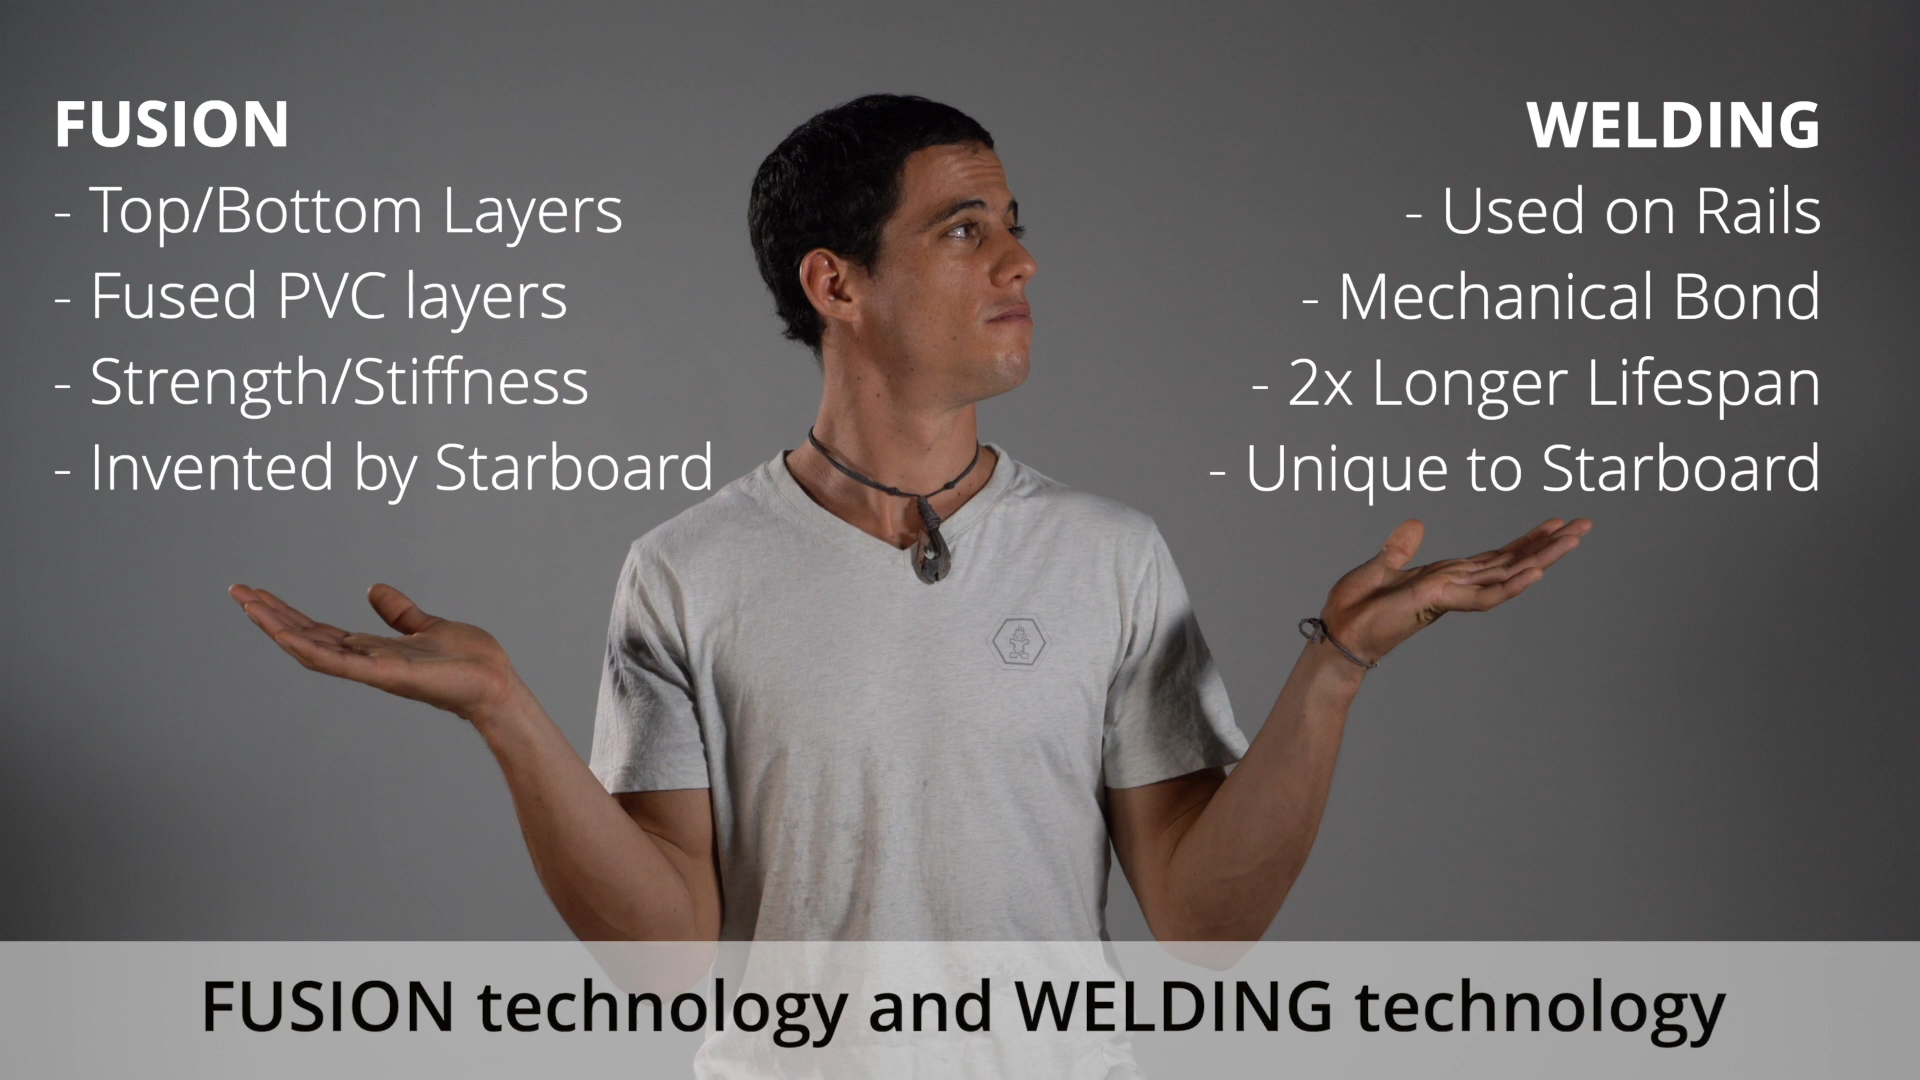 FUSION
- Top/Bottom Layers
- Fused PVC layers
- Strength/Stiffness
- Invented by Starboard
WELDING
- Used on Rails
- Mechanical Bond
- 2x Longer Lifespan
- Unique to Starboard
FUSION technology and WELDING technology